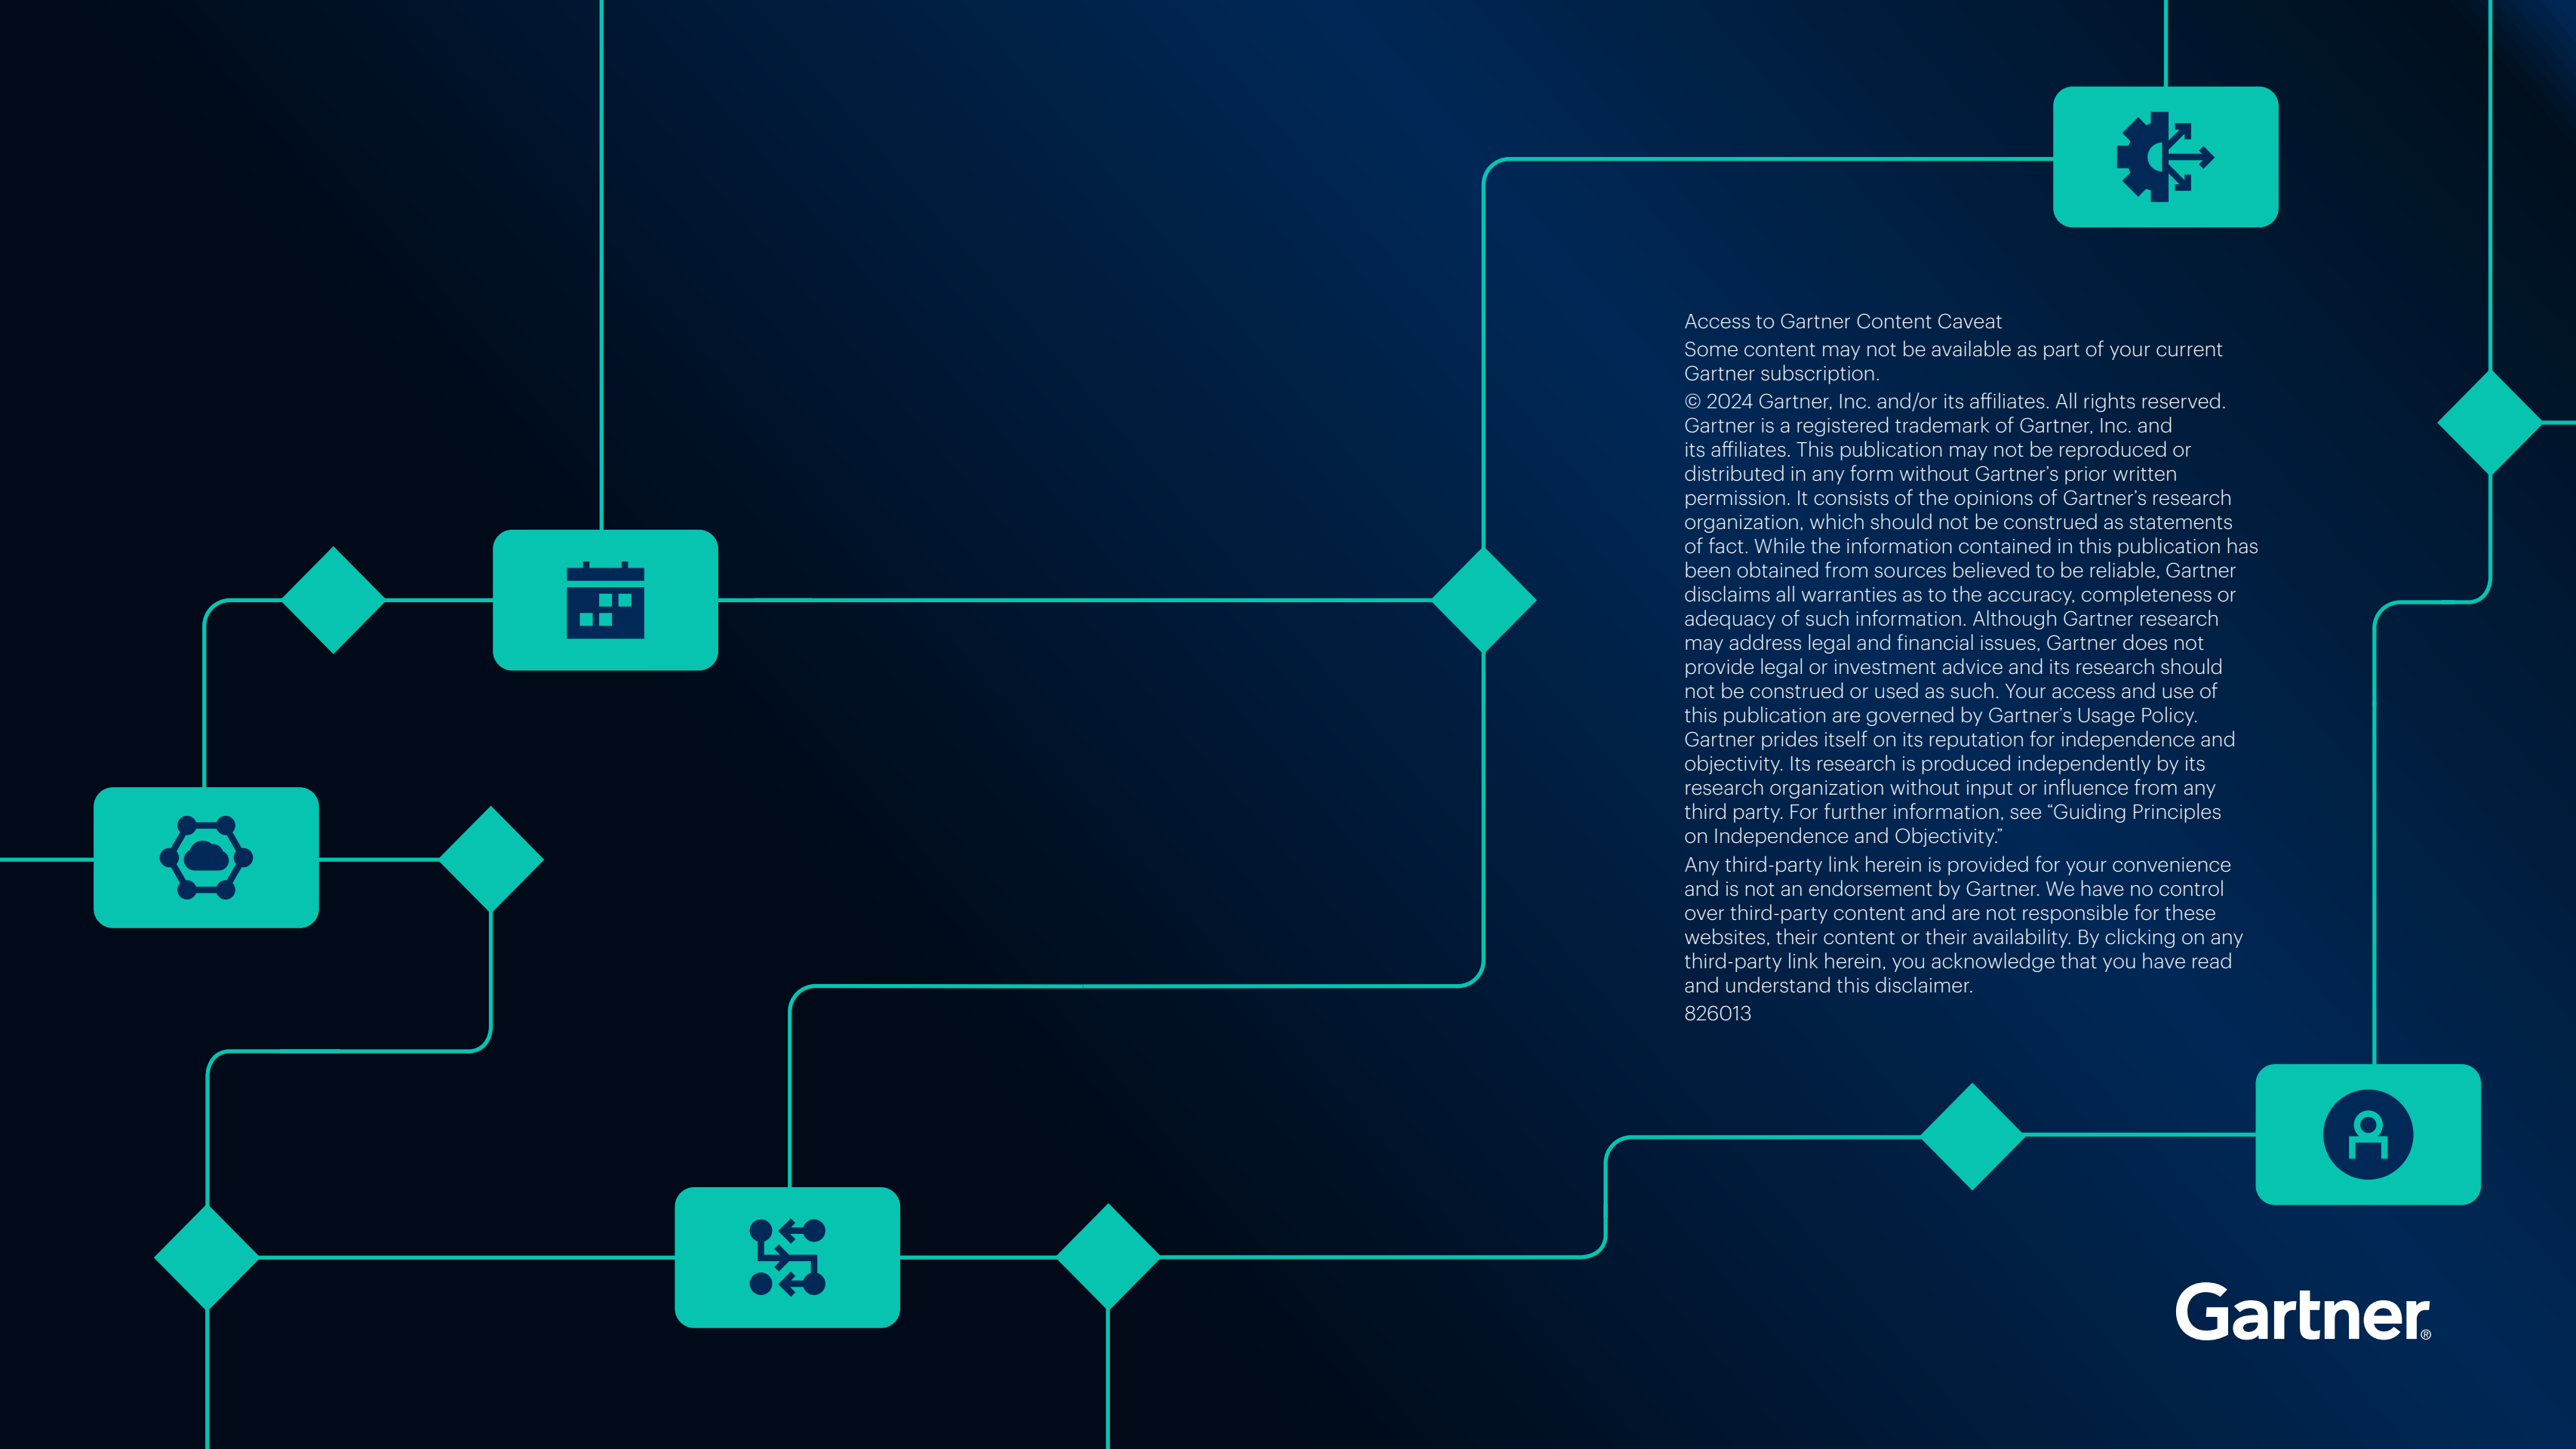 Access to Gartner Content Caveat
Some content may not be available as part of your current
Gartner subscription.
© 2024 Gartner, Inc. and/or its affiliates. All rights reserved.
Gartner is a registered trademark of Gartner, Inc. and
its affiliates. This publication may not be reproduced or
distributed in any form without Gartner’s prior written
permission. It consists of the opinions of Gartner’s research
organization, which should not be construed as statements
of fact. While the information contained in this publication has
been obtained from sources believed to be reliable, Gartner
disclaims all warranties as to the accuracy, completeness or
adequacy of such information. Although Gartner research
may address legal and financial issues, Gartner does not
provide legal or investment advice and its research should
not be construed or used as such. Your access and use of
this publication are governed by Gartner’s Usage Policy.
Gartner prides itself on its reputation for independence and
objectivity. Its research is produced independently by its
research organization without input or influence from any
third party. For further information, see “Guiding Principles
on Independence and Objectivity.”
Any third-party link herein is provided for your convenience
and is not an endorsement by Gartner. We have no control
over third-party content and are not responsible for these
websites, their content or their availability. By clicking on any
third-party link herein, you acknowledge that you have read
and understand this disclaimer.
826013
Gartner®